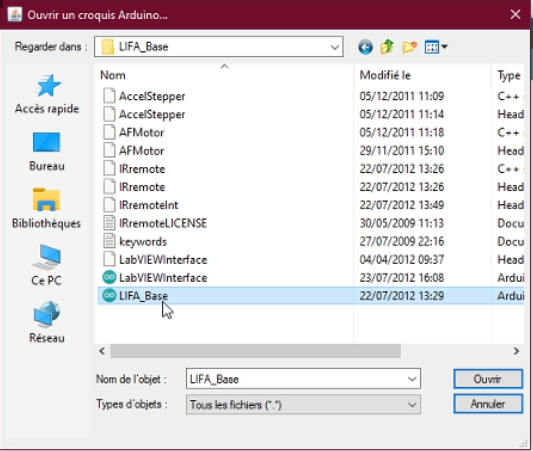 Ouvrir un croquis Arduino...
Regarder dans : LIFA_Base
Nom Modifié le Type
AccelStepper 05/12/2011 11:09 C++
AccelStepper 05/12/2011 11:14 Head
AFMotor 05/12/2011 11:18 C++
AFMotor 29/11/2011 15:10 Head
IRremote 22/07/2012 13:26 C++
IRremote 22/07/2012 13:26 Head
IRremoteInt 22/07/2012 13:49 Head
IRremoteLICENSE 30/05/2009 11:13 Docu
keywords 27/07/2009 22:16 Docu
LabVIEWInterface 04/04/2012 09:37 Head
LabVIEWInterface 23/07/2012 16:08 Ardui
LIFA_Base 22/07/2012 13:29 Ardui
Accès rapide
Bureau
Bibliothèques
Ce PC
Réseau
Nom de l'objet : LIFA_Base Ouvrir
Types d'objets : Tous les fichiers (*.*) Annuler